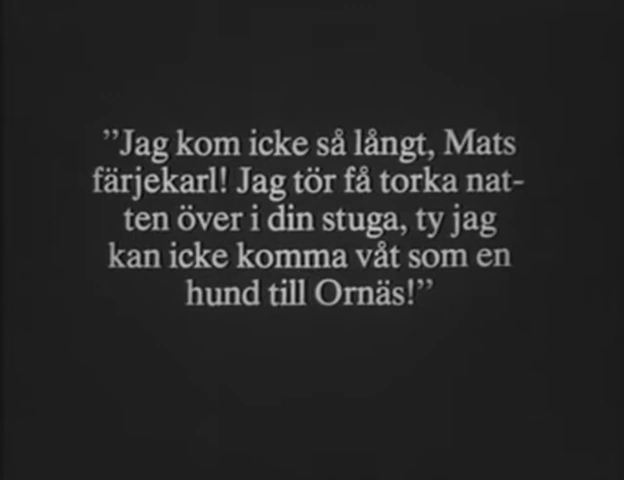 ”Jag kom icke så långt, Mats
färjekarl! Jag tör få torka nat-
ten över i din stuga, ty jag
kan icke komma våt som en
hund till Ornäs!”